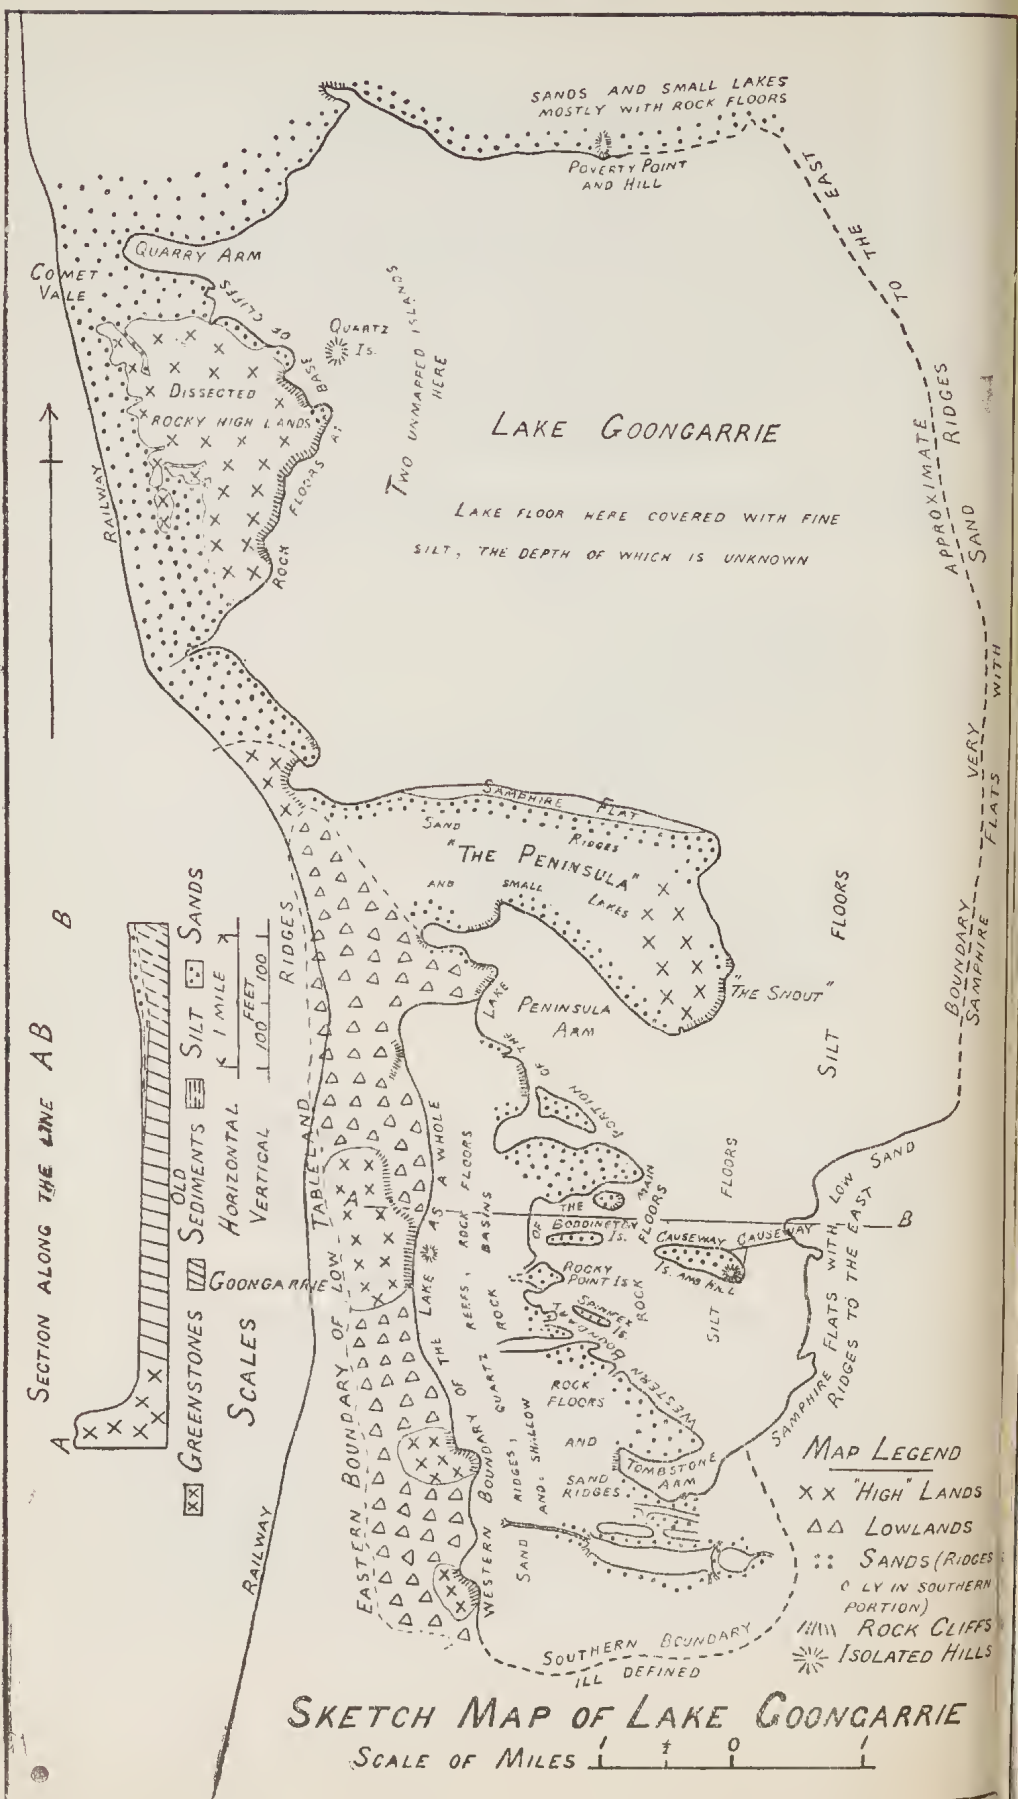 SANDS AND SMALL LAKES
MOSTLY WITH ROCK FLOORS
POVERTY POINT
AND HILL
TO THE EAST
QUARRY ARM
COMET
VALE
QUARTZ
IS.
TWO UNMAPPED ISLANDS
HERE
ROCK FLOORS AT BASE OF CLIFFS
DISSECTED
ROCKY HIGH LANDS
RAILWAY
LAKE GOONGARRIE
LAKE FLOOR HERE COVERED WITH FINE
SILT, THE DEPTH OF WHICH IS UNKNOWN
APPROXIMATE
SAND RIDGES
BOUNDARY VERY
SAMPHIRE FLATS WITH
SAMPHIRE FLAT
SAND RIDGES
"THE PENINSULA"
AND SMALL LAKES
"THE SNOUT"
PENINSULA
ARM
SILT FLOORS
SECTION ALONG THE LINE AB
A
B
GREENSTONES
OLD
SEDIMENTS
SILT
SANDS
SCALES
HORIZONTAL
1 MILE
VERTICAL
FEET
100 100
EASTERN BOUNDARY OF LOW TABLELAND
RIDGES
GOONGARRIE
A
B
WESTERN BOUNDARY OF THE LAKE AS A WHOLE
SAND RIDGES, QUARTZ REEFS, ROCK FLOORS
AND SHALLOW ROCK BASINS
WESTERN BOUNDARY OF THE MAIN PORTION OF THE LAKE
BODDINGTON
IS.
CAUSEWAY
CAUSEWAY
IS. AND HILL
ROCKY
POINT IS.
SPINIFEX
IS.
ROCK FLOORS
SILT FLOORS
SAND
SAMPHIRE FLATS WITH LOW
RIDGES TO THE EAST
ROCK
FLOORS
AND
SAND
RIDGES
TOMBSTONE
ARM
RAILWAY
SOUTHERN BOUNDARY
ILL DEFINED
MAP LEGEND
XX "HIGH" LANDS
LOWLANDS
SANDS (RIDGES
LY IN SOUTHERN
PORTION)
ROCK CLIFFS
ISOLATED HILLS
SKETCH MAP OF LAKE GOONGARRIE
SCALE OF MILES
1 ½ 0 1